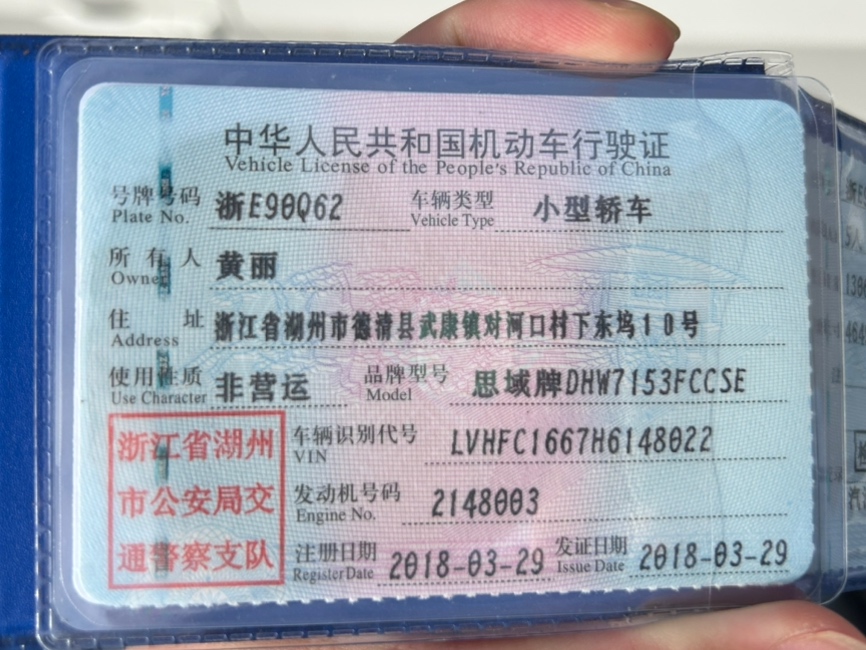 中华人民共和国机动车行驶证
Vehicle License of the People's Republic of China
号牌号码 浙E90Q62 车辆类型 小型轿车
Plate No. Vehicle Type
所有人 黄丽
Owner
住址 浙江省湖州市德清县武康镇对河口村下东坞10号
Address
使用性质 非营运 品牌型号 思域牌DHW7153FCCSE
Use Character Model
浙江省湖州
市公安局交
通警察支队
车辆识别代号 LVHFC1667H6148022
VIN
发动机号码 2148003
Engine No.
注册日期 2018-03-29 发证日期 2018-03-29
Register Date Issue Date